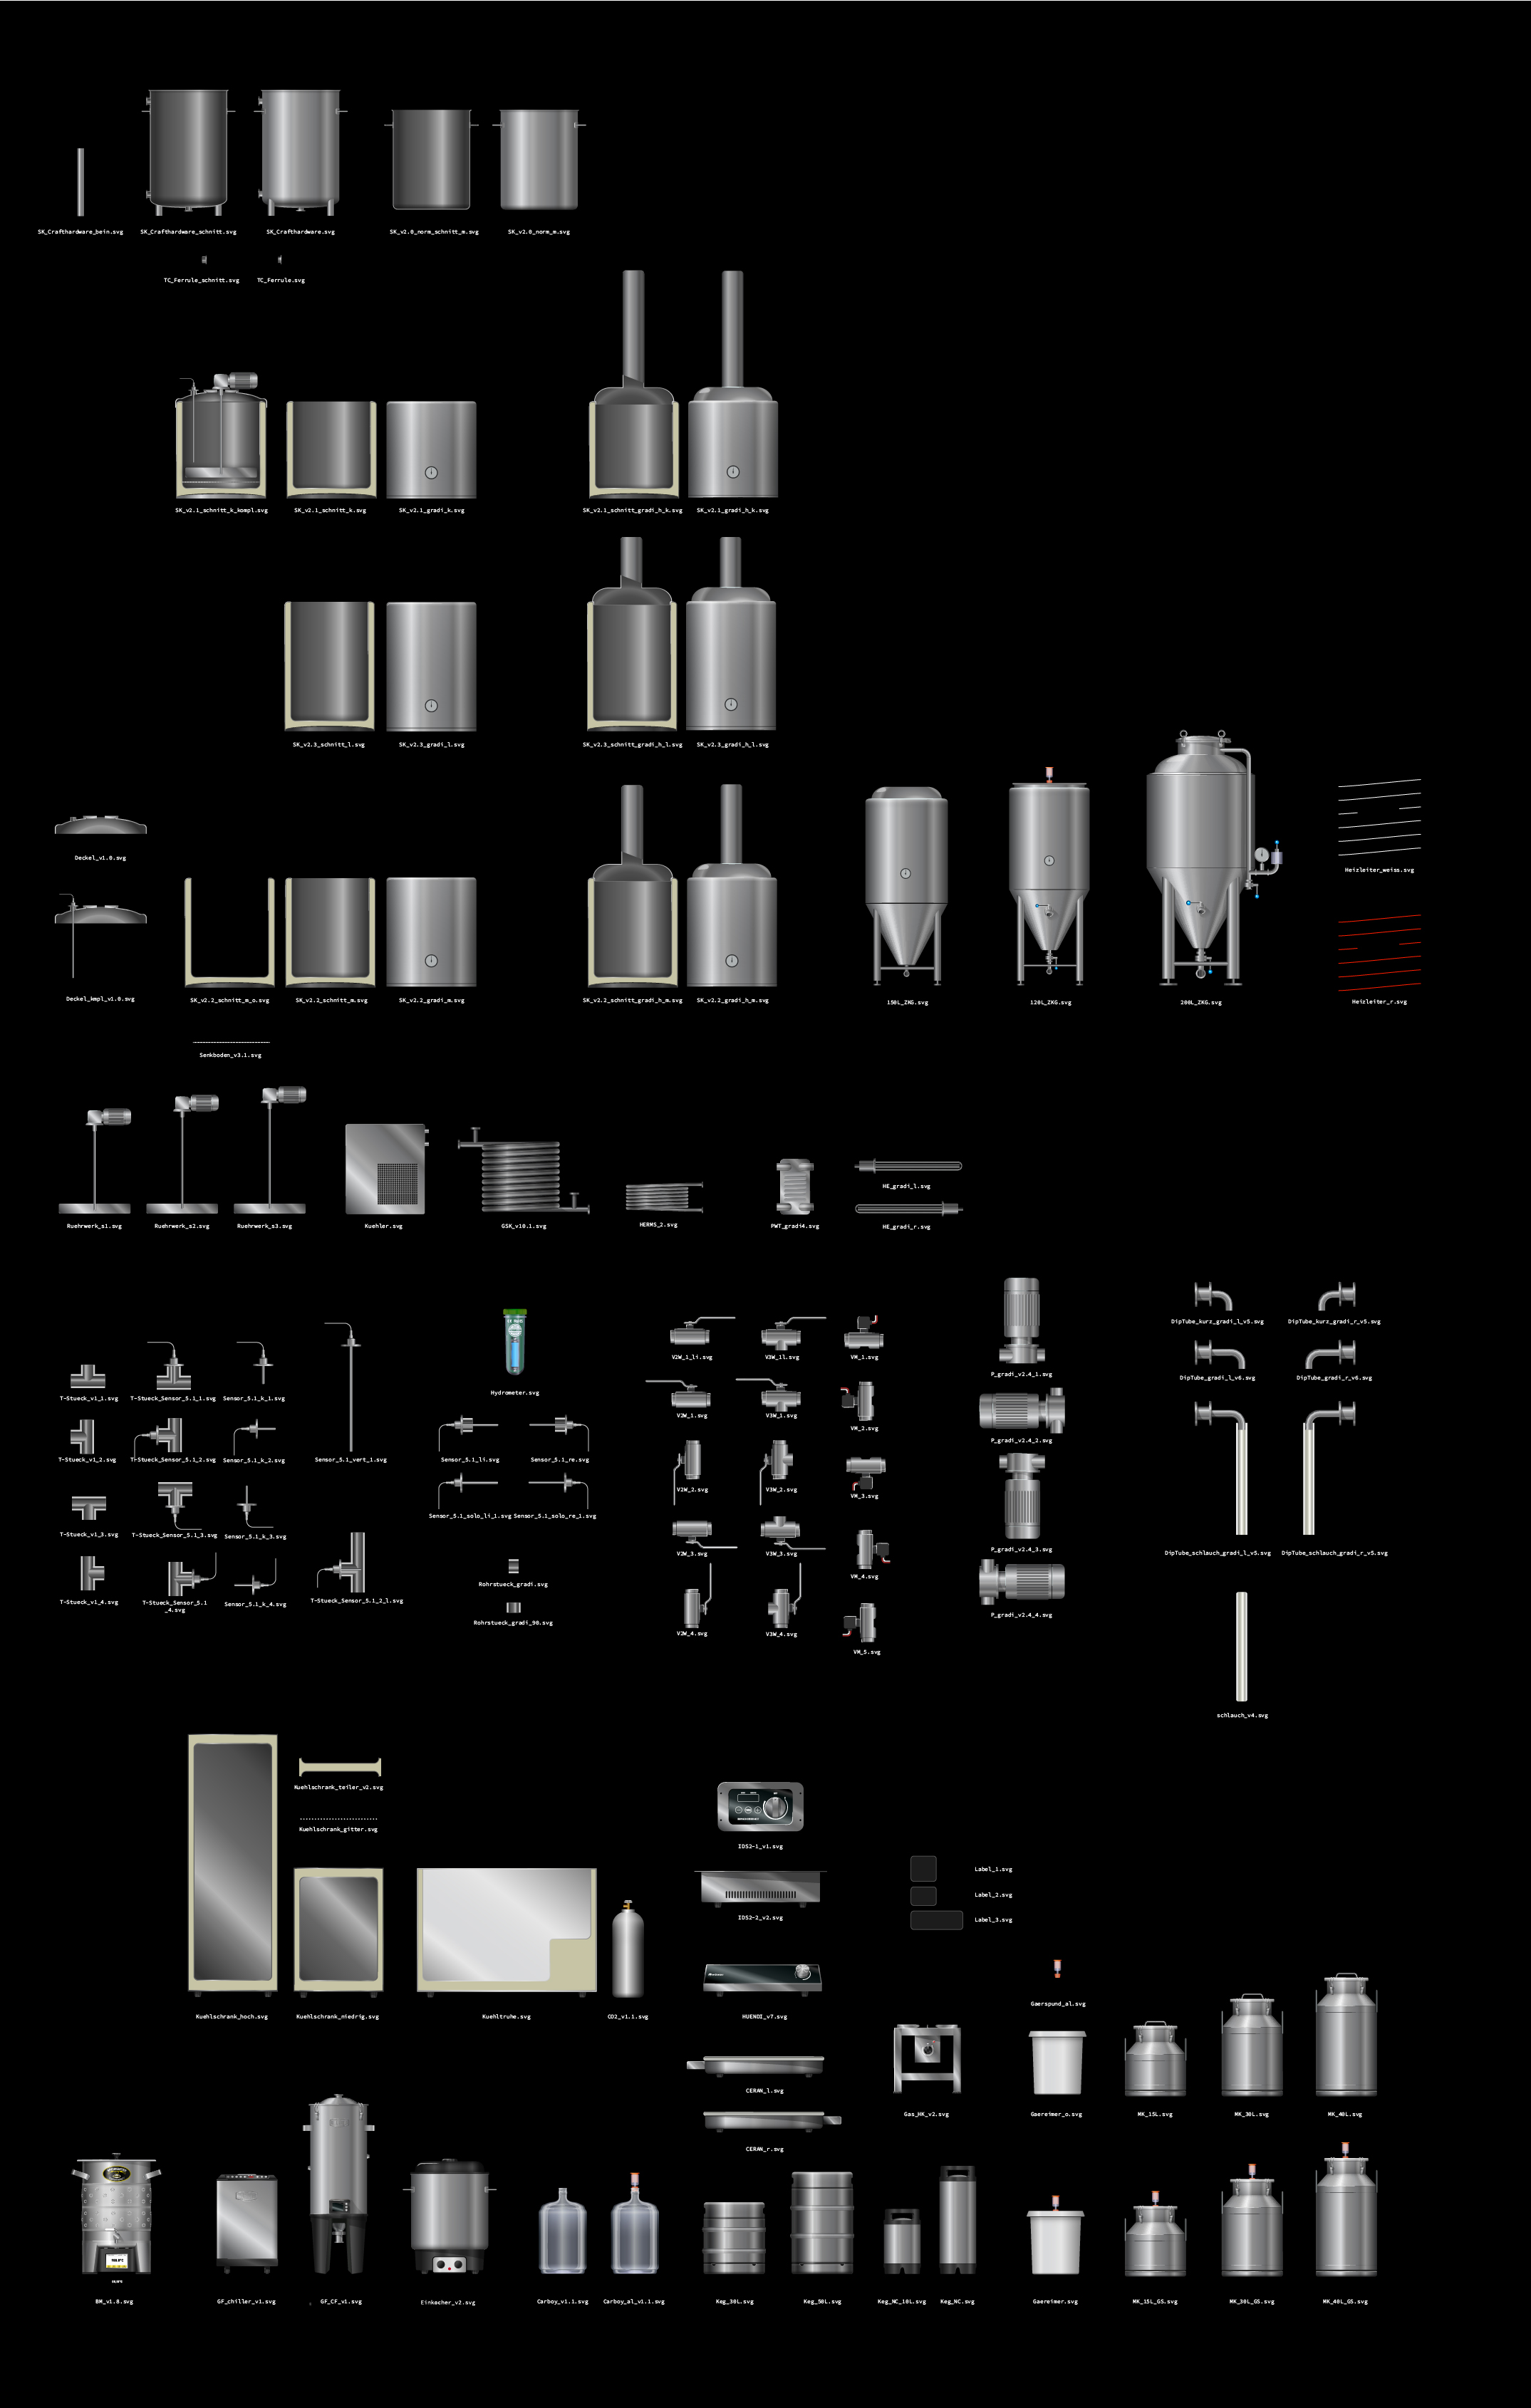 SK_Crafthardware_bein.svg
SK_Crafthardware_schnitt.svg
SK_Crafthardware.svg
SK_v2.0_norm_schnitt_m.svg
SK_v2.0_norm_m.svg
TC_Ferrule_schnitt.svg
TC_Ferrule.svg
SK_v2.1_schnitt_k_kompl.svg
SK_v2.1_schnitt_k.svg
SK_v2.1_gradi_k.svg
SK_v2.1_schnitt_gradi_h_k.svg
SK_v2.1_gradi_h_k.svg
SK_v2.3_schnitt_l.svg
SK_v2.3_gradi_l.svg
SK_v2.3_schnitt_gradi_h_l.svg
SK_v2.3_gradi_h_l.svg
Deckel_v1.0.svg
Heizleiter_weiss.svg
Deckel_kmpl_v1.0.svg
SK_v2.2_schnitt_m_o.svg
SK_v2.2_schnitt_m.svg
SK_v2.2_gradi_m.svg
SK_v2.2_schnitt_gradi_h_m.svg
SK_v2.2_gradi_h_m.svg
150L_ZKG.svg
120L_ZKG.svg
200L_ZKG.svg
Heizleiter_r.svg
Senkboden_v3.1.svg
Ruehrwerk_s1.svg
Ruehrwerk_s2.svg
Ruehrwerk_s3.svg
Kuehler.svg
GSK_v10.1.svg
HERMS_2.svg
PWT_gradi4.svg
HE_gradi_l.svg
HE_gradi_r.svg
T-Stueck_v1_1.svg
T-Stueck_Sensor_5.1_1.svg
Sensor_5.1_k_1.svg
Hydrometer.svg
V2W_1_li.svg
V3W_1l.svg
VM_1.svg
P_gradi_v2.4_1.svg
DipTube_kurz_gradi_l_v5.svg
DipTube_kurz_gradi_r_v5.svg
DipTube_gradi_l_v6.svg
DipTube_gradi_r_v6.svg
T-Stueck_v1_2.svg
T-Stueck_Sensor_5.1_2.svg
Sensor_5.1_k_2.svg
Sensor_5.1_vert_1.svg
Sensor_5.1_li.svg
Sensor_5.1_re.svg
V2W_1.svg
V3W_1.svg
VM_2.svg
P_gradi_v2.4_2.svg
T-Stueck_v1_3.svg
T-Stueck_Sensor_5.1_3.svg
Sensor_5.1_k_3.svg
Sensor_5.1_solo_li_1.svg
Sensor_5.1_solo_re_1.svg
V2W_2.svg
V3W_2.svg
VM_3.svg
V2W_3.svg
V3W_3.svg
P_gradi_v2.4_3.svg
DipTube_schlauch_gradi_l_v5.svg
DipTube_schlauch_gradi_r_v5.svg
T-Stueck_v1_4.svg
T-Stueck_Sensor_5.1
_4.svg
Sensor_5.1_k_4.svg
T-Stueck_Sensor_5.1_2_l.svg
Rohrstueck_gradi.svg
Rohrstueck_gradi_90.svg
VM_4.svg
V2W_4.svg
V3W_4.svg
VM_5.svg
P_gradi_v2.4_4.svg
schlauch_v4.svg
Kuehlschrank_teiler_v2.svg
Kuehlschrank_gitter.svg
IDS2-1_v1.svg
Label_1.svg
Label_2.svg
Label_3.svg
IDS2-2_v2.svg
Kuehlschrank_hoch.svg
Kuehlschrank_niedrig.svg
Kuehltruhe.svg
CO2_v1.1.svg
HUENDI_v7.svg
Gaerspund_al.svg
CERAN_l.svg
Gas_HK_v2.svg
Gaereimer_o.svg
MK_15L.svg
MK_30L.svg
MK_40L.svg
CERAN_r.svg
BM_v1.8.svg
GF_chiller_v1.svg
GF_CF_v1.svg
Einkocher_v2.svg
Carboy_v1.1.svg
Carboy_al_v1.1.svg
Keg_30L.svg
Keg_50L.svg
Keg_NC_10L.svg
Keg_NC.svg
Gaereimer.svg
MK_15L_GS.svg
MK_30L_GS.svg
MK_40L_GS.svg